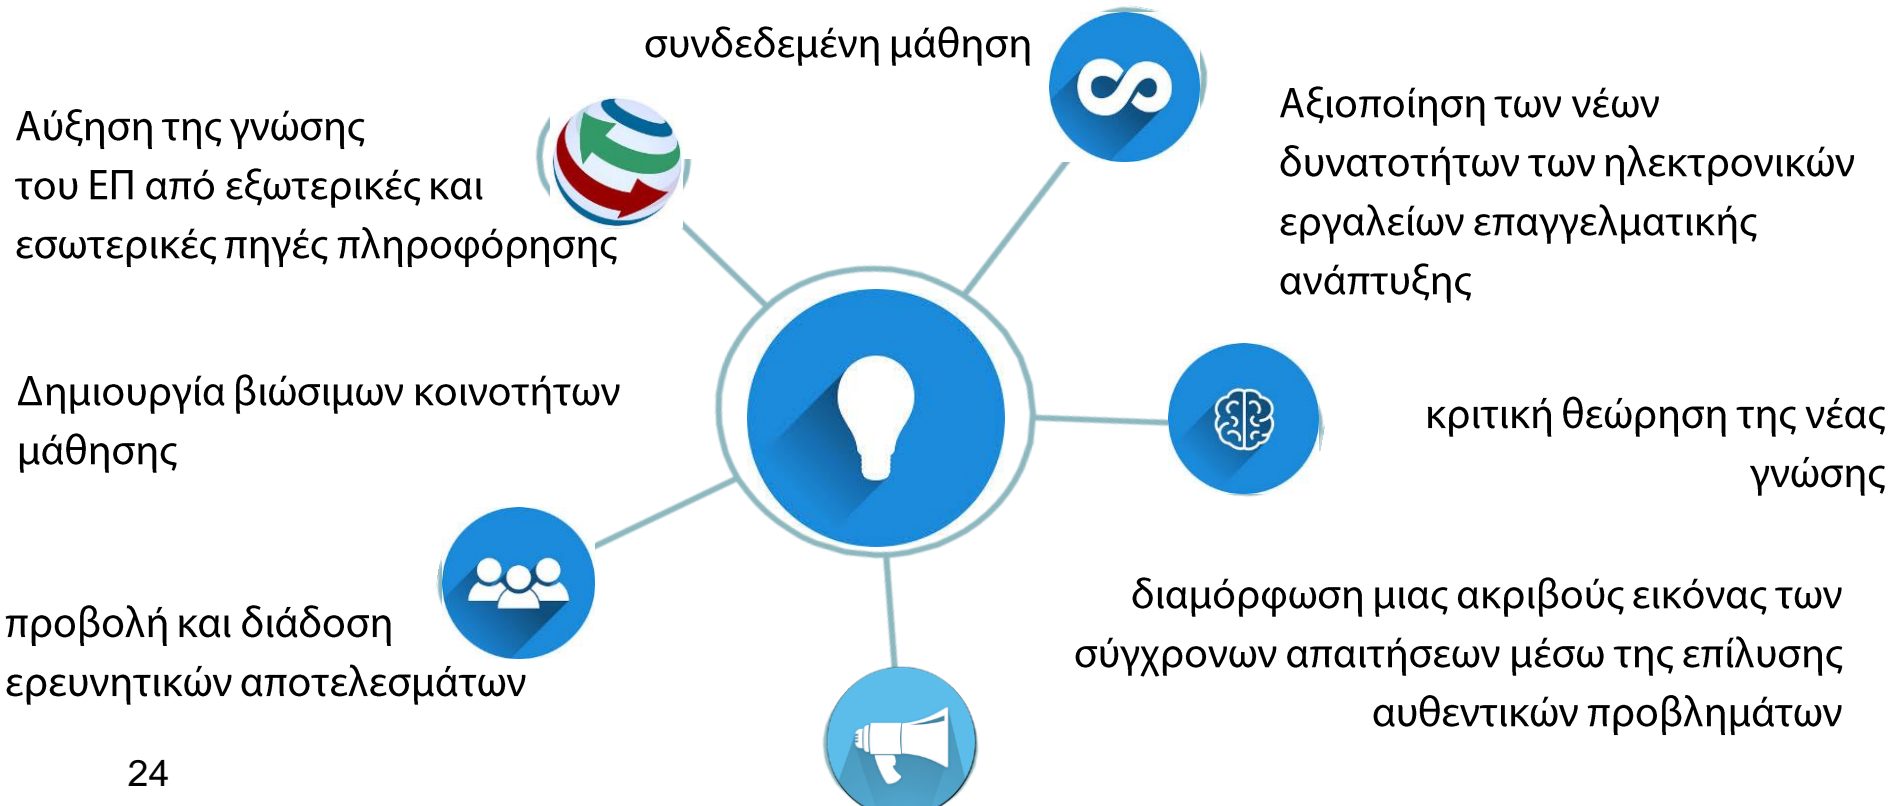 συνδεδεμένη μάθηση
Αύξηση της γνώσης
του ΕΠ από εξωτερικές και
εσωτερικές πηγές πληροφόρησης
Αξιοποίηση των νέων
δυνατοτήτων των ηλεκτρονικών
εργαλείων επαγγελματικής
ανάπτυξης
Δημιουργία βιώσιμων κοινοτήτων
μάθησης
κριτική θεώρηση της νέας
γνώσης
προβολή και διάδοση
ερευνητικών αποτελεσμάτων
διαμόρφωση μιας ακριβούς εικόνας των
σύγχρονων απαιτήσεων μέσω της επίλυσης
αυθεντικών προβλημάτων
24